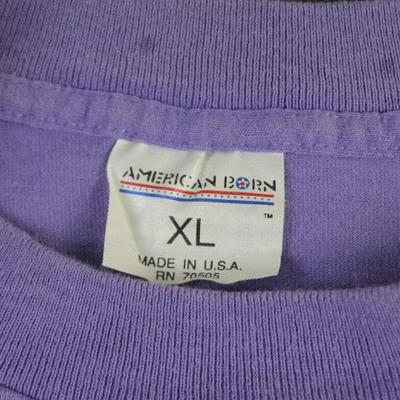 AMERICAN BORN
™
XL
MADE IN U.S.A.
RN 70505